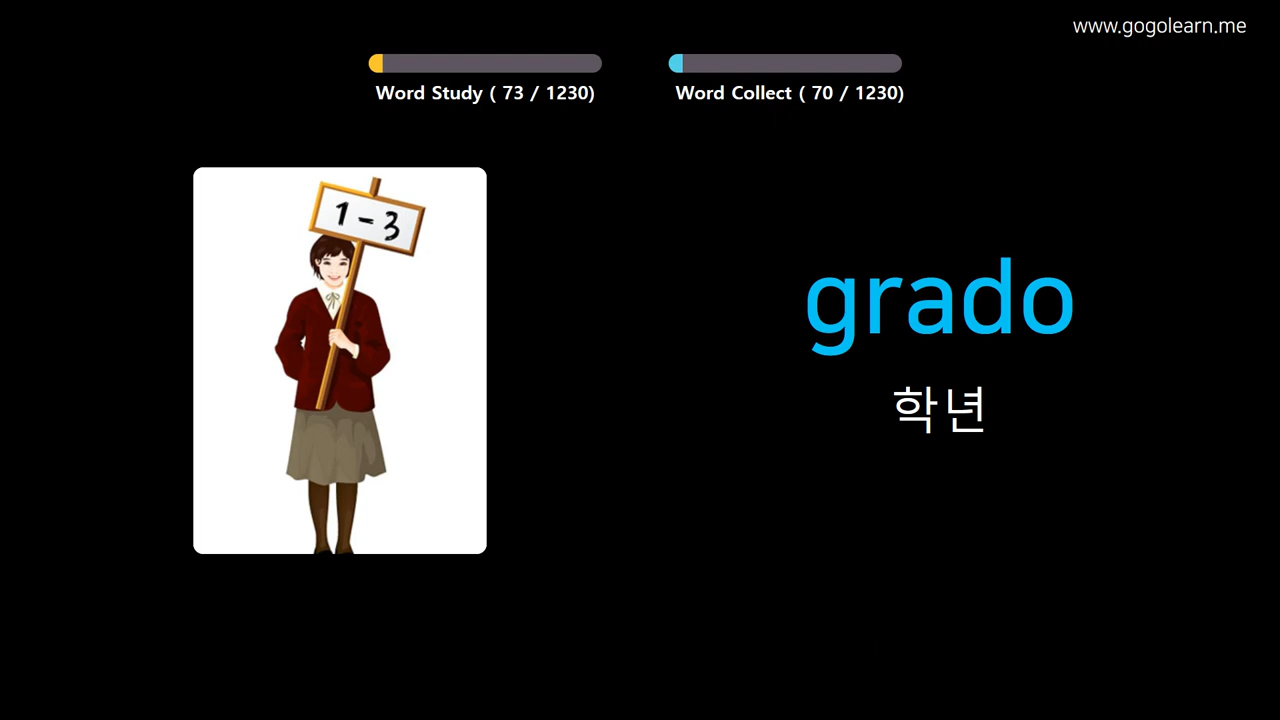 www.gogolearn.me
Word Study ( 73 / 1230)
Word Collect ( 70 / 1230)
1 - 3
grado
학년